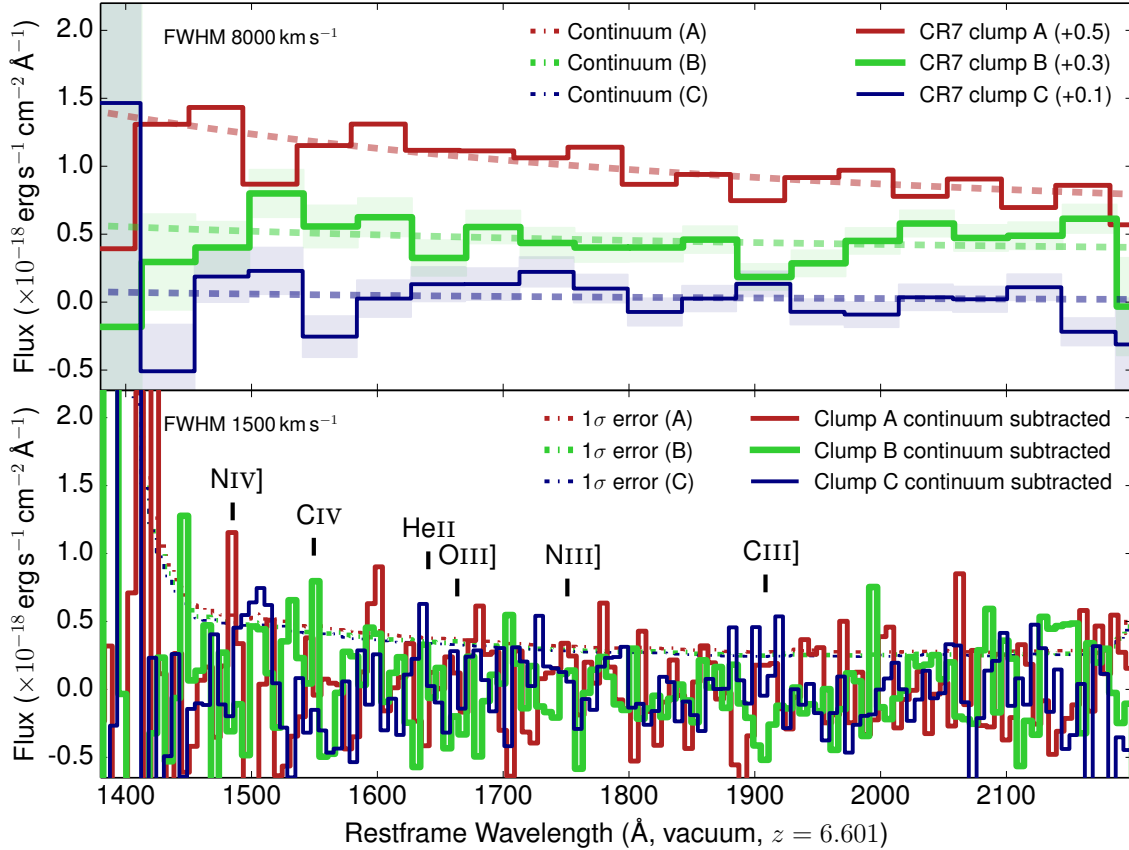 FWHM 8000 km s⁻¹
Continuum (A)
Continuum (B)
Continuum (C)
CR7 clump A (+0.5)
CR7 clump B (+0.3)
CR7 clump C (+0.1)
2.0
1.5
1.0
0.5
0.0
-0.5
Flux (×10⁻¹⁸ erg s⁻¹ cm⁻² Å⁻¹)
FWHM 1500 km s⁻¹
1σ error (A)
1σ error (B)
1σ error (C)
Clump A continuum subtracted
Clump B continuum subtracted
Clump C continuum subtracted
NIV]
CIV
HeII
OIII]
NIII]
CIII]
2.0
1.5
1.0
0.5
0.0
-0.5
Flux (×10⁻¹⁸ erg s⁻¹ cm⁻² Å⁻¹)
1400 1500 1600 1700 1800 1900 2000 2100
Restframe Wavelength (Å, vacuum, z = 6.601)